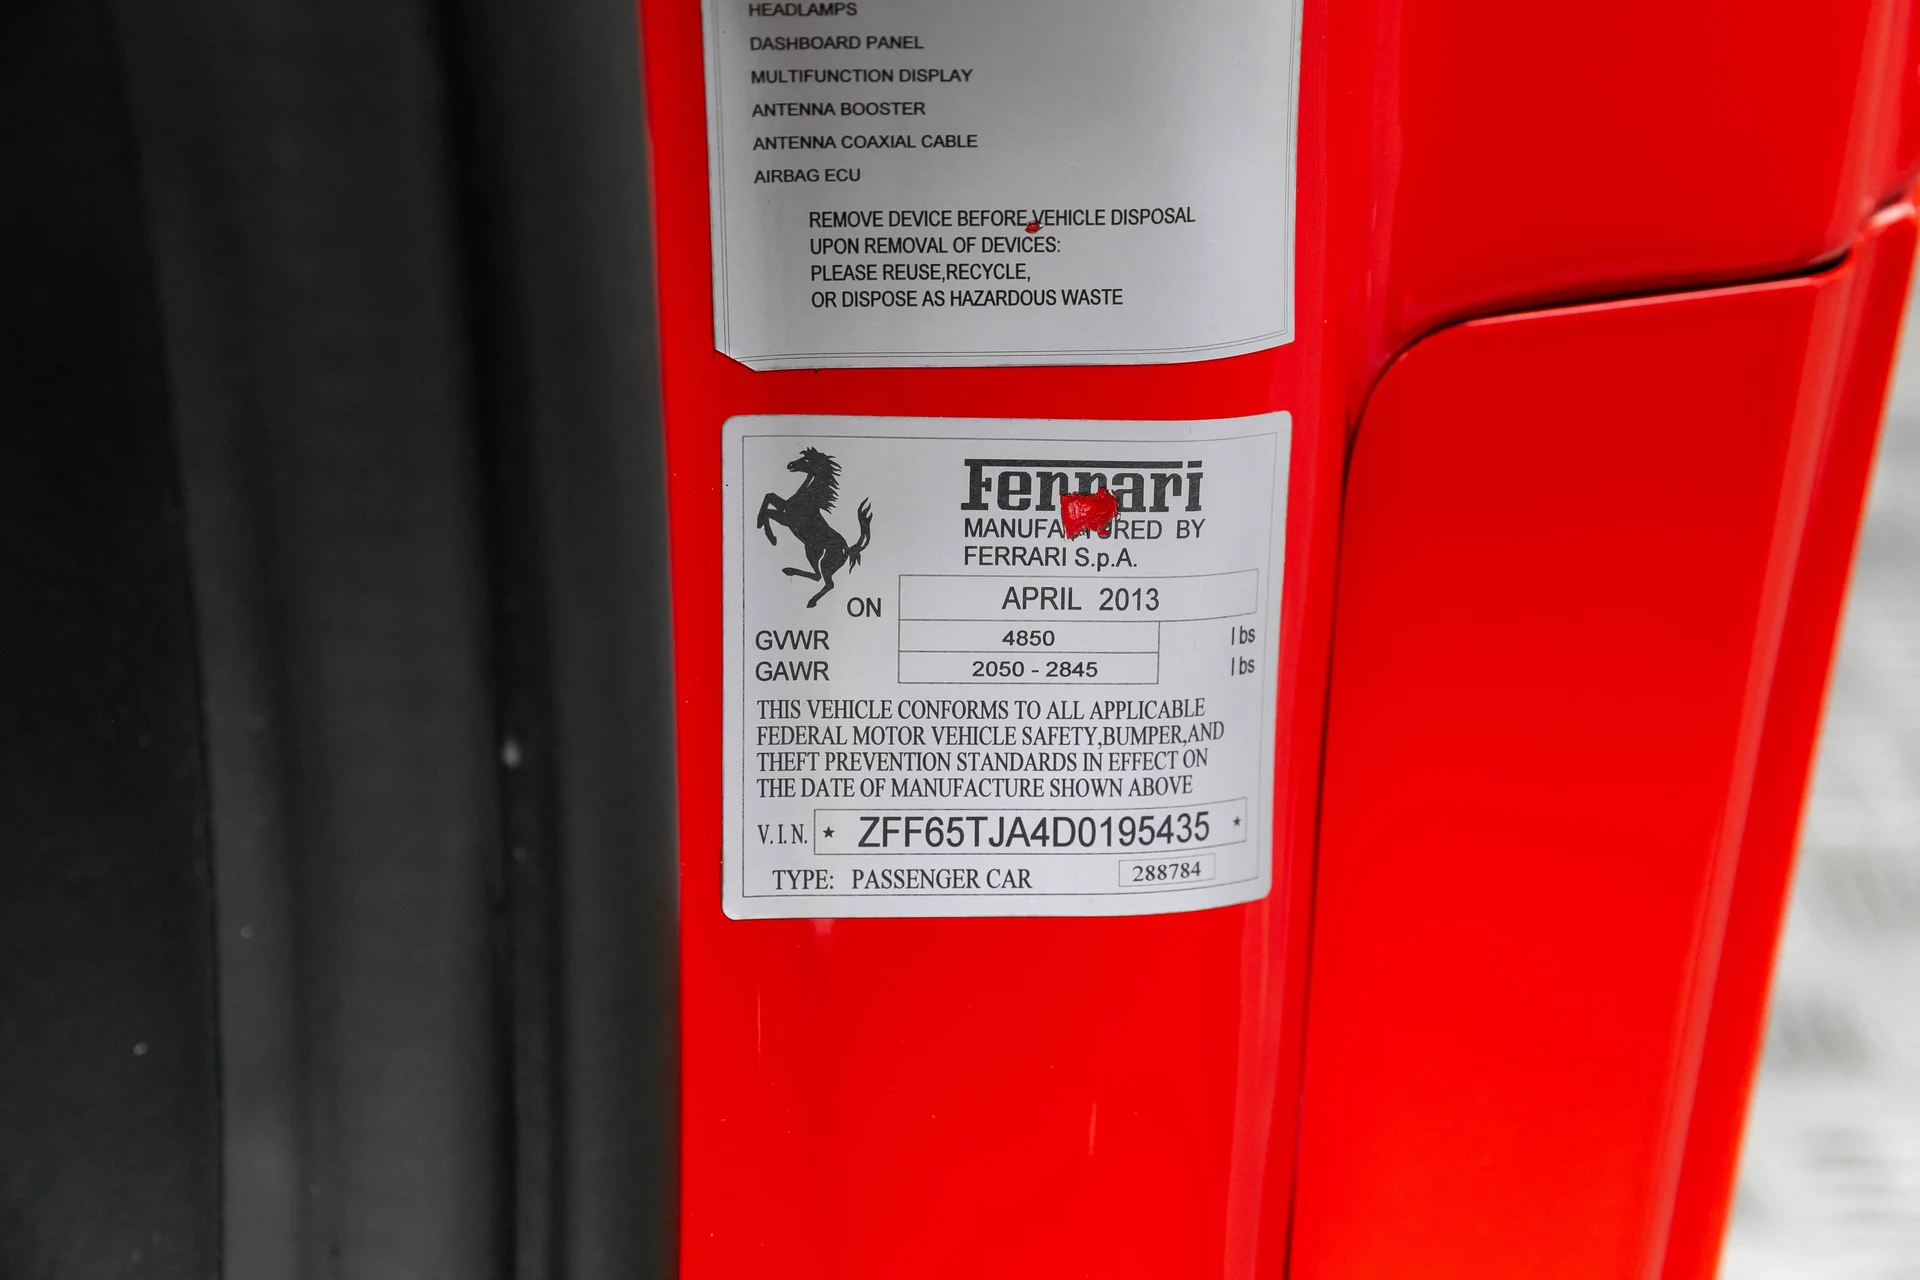 HEADLAMPS
DASHBOARD PANEL
MULTIFUNCTION DISPLAY
ANTENNA BOOSTER
ANTENNA COAXIAL CABLE
AIRBAG ECU
REMOVE DEVICE BEFORE VEHICLE DISPOSAL
UPON REMOVAL OF DEVICES:
PLEASE REUSE,RECYCLE,
OR DISPOSE AS HAZARDOUS WASTE
Ferrari
MANUFACTURED BY
FERRARI S.p.A.
ON APRIL 2013
GVWR 4850 lbs
GAWR 2050 - 2845 lbs
THIS VEHICLE CONFORMS TO ALL APPLICABLE
FEDERAL MOTOR VEHICLE SAFETY,BUMPER,AND
THEFT PREVENTION STANDARDS IN EFFECT ON
THE DATE OF MANUFACTURE SHOWN ABOVE
V.I.N. ★ ZFF65TJA4D0195435 ★
TYPE: PASSENGER CAR 288784